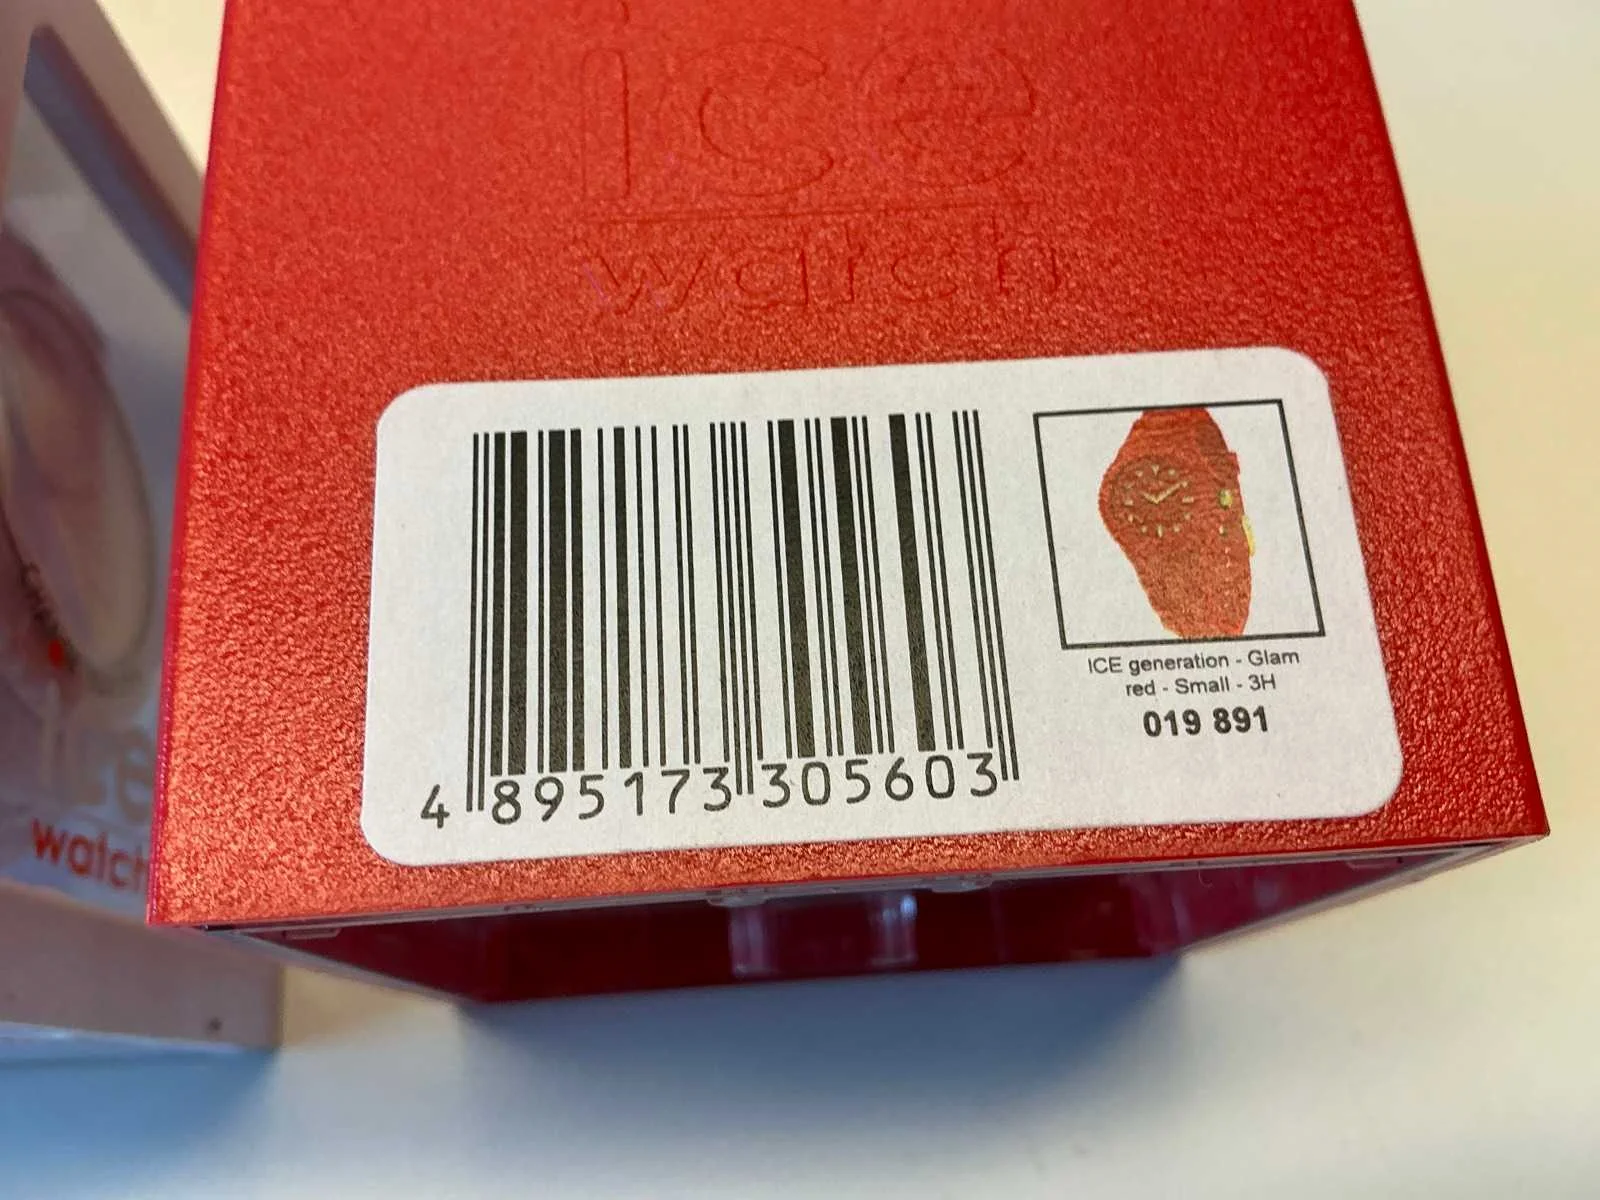 ice
watch
ICE generation - Glam
red - Small - 3H
019 891
4 895173 305603
watch